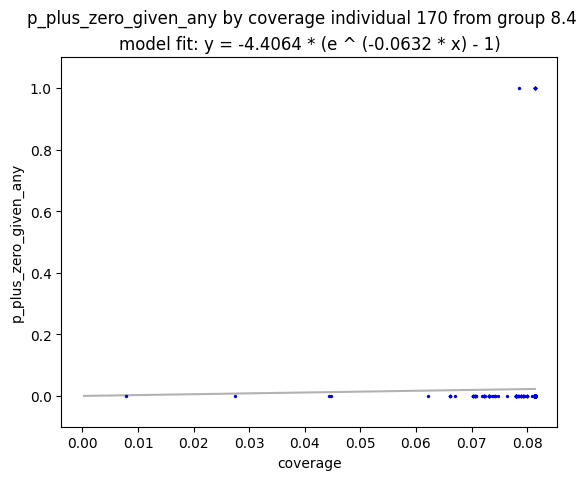 p_plus_zero_given_any by coverage individual 170 from group 8.4
model fit: y = -4.4064 * (e ^ (-0.0632 * x) - 1)
1.0
0.8
0.6
0.4
0.2
0.0
p_plus_zero_given_any
0.00 0.01 0.02 0.03 0.04 0.05 0.06 0.07 0.08
coverage